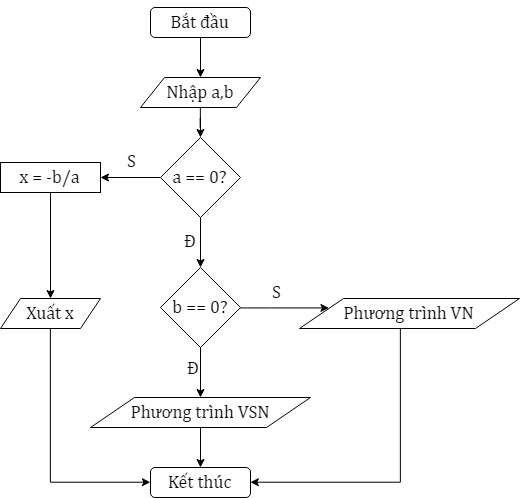 Bắt đầu
Nhập a,b
S
x = -b/a
a == 0?
Đ
S
Xuất x
b == 0?
Phương trình VN
Đ
Phương trình VSN
Kết thúc